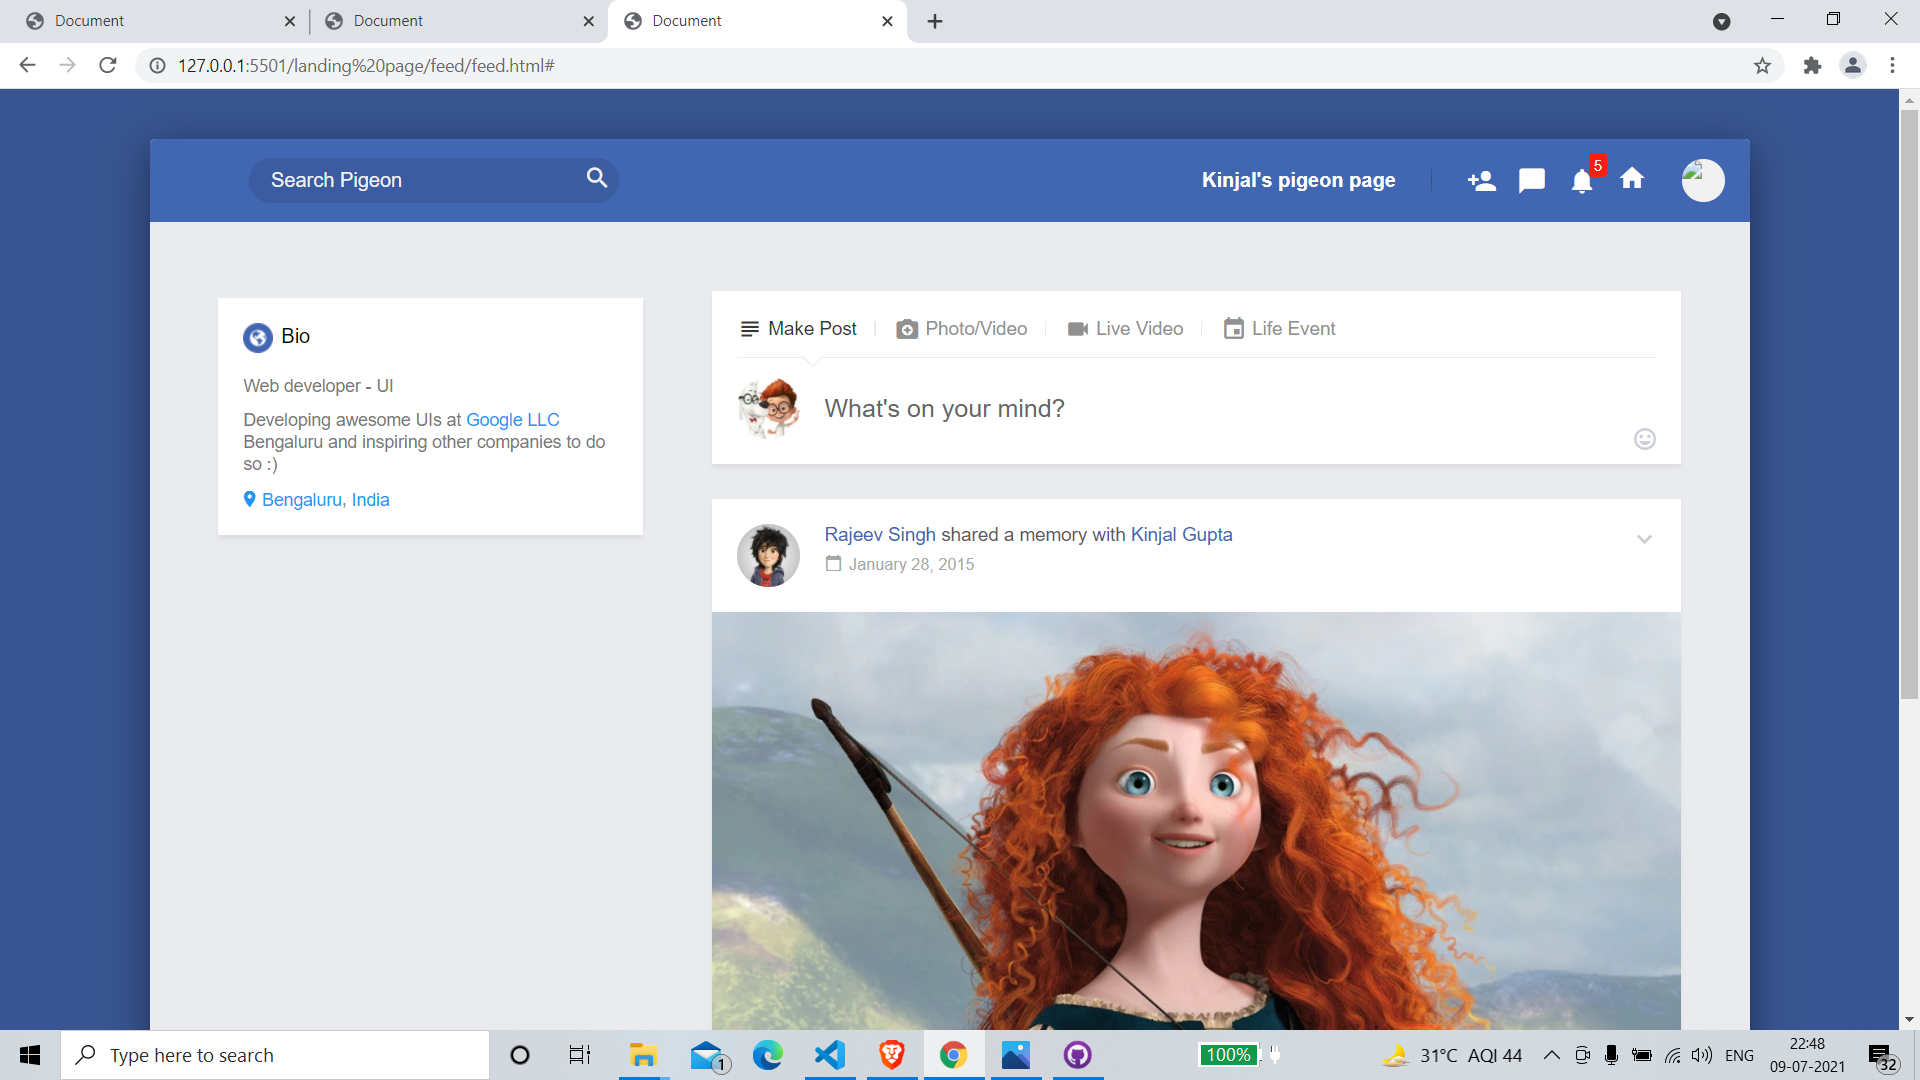 Document
Document
Document
127.0.0.1:5501/landing%20page/feed/feed.html#
Search Pigeon
Kinjal's pigeon page
5
Bio
Web developer - UI
Developing awesome UIs at Google LLC
Bengaluru and inspiring other companies to do
so :)
Bengaluru, India
Make Post
Photo/Video
Live Video
Life Event
What's on your mind?
Rajeev Singh shared a memory with Kinjal Gupta
January 28, 2015
Type here to search
1
100%
31°C AQI 44
ENG
22:48
09-07-2021
32